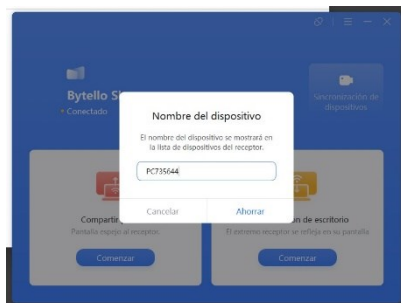 Bytello S
Conectado
Sincronización de
dispositivos
Nombre del dispositivo
El nombre del dispositivo se mostrará en
la lista de dispositivos del receptor.
PC735644
Cancelar
Ahorrar
Compartir
n de escritorio
Pantalla espejo al receptor.
El extremo receptor se refleja en su pantalla
Comenzar
Comenzar